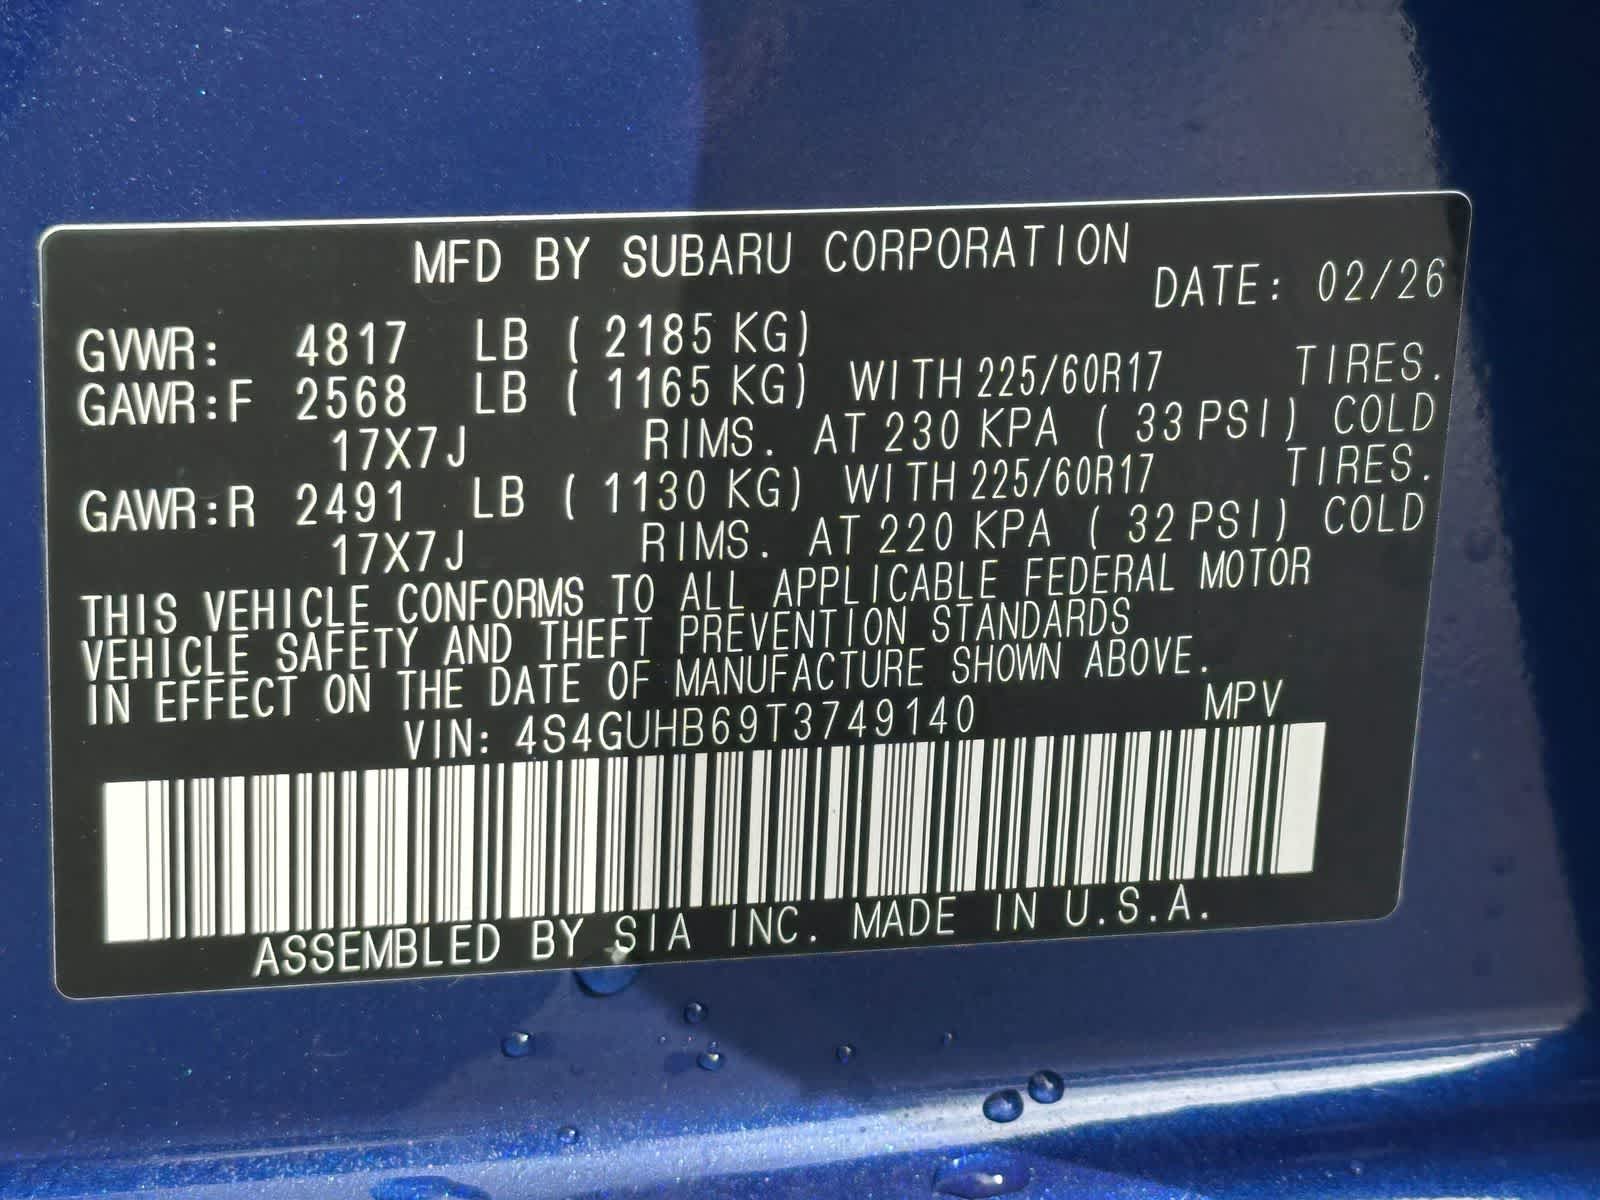 MFD BY SUBARU CORPORATION
DATE: 02/26
GVWR: 4817 LB ( 2185 KG)
GAWR:F 2568 LB ( 1165 KG) WITH 225/60R17 TIRES.
17X7J RIMS. AT 230 KPA ( 33 PSI) COLD
GAWR:R 2491 LB ( 1130 KG) WITH 225/60R17 TIRES.
17X7J RIMS. AT 220 KPA ( 32 PSI) COLD
THIS VEHICLE CONFORMS TO ALL APPLICABLE FEDERAL MOTOR
VEHICLE SAFETY AND THEFT PREVENTION STANDARDS
IN EFFECT ON THE DATE OF MANUFACTURE SHOWN ABOVE.
VIN: 4S4GUHB69T3749140 MPV
ASSEMBLED BY SIA INC. MADE IN U.S.A.